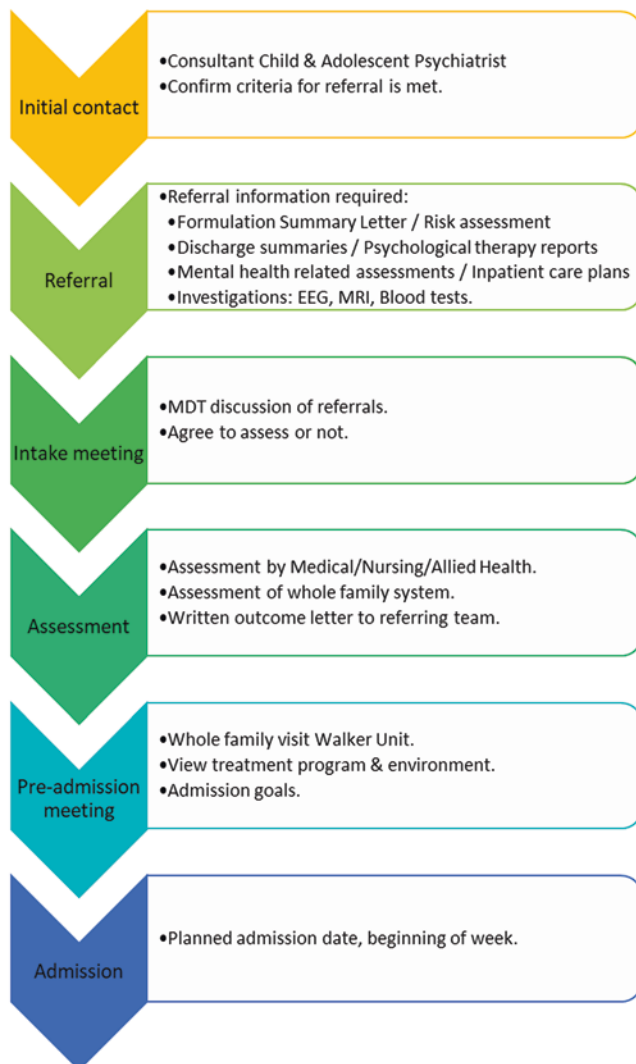 Initial contact
•Consultant Child & Adolescent Psychiatrist
•Confirm criteria for referral is met.
Referral
•Referral information required:
•Formulation Summary Letter / Risk assessment
•Discharge summaries / Psychological therapy reports
•Mental health related assessments / Inpatient care plans
•Investigations: EEG, MRI, Blood tests.
Intake meeting
•MDT discussion of referrals.
•Agree to assess or not.
Assessment
•Assessment by Medical/Nursing/Allied Health.
•Assessment of whole family system.
•Written outcome letter to referring team.
Pre-admission
meeting
•Whole family visit Walker Unit.
•View treatment program & environment.
•Admission goals.
Admission
•Planned admission date, beginning of week.